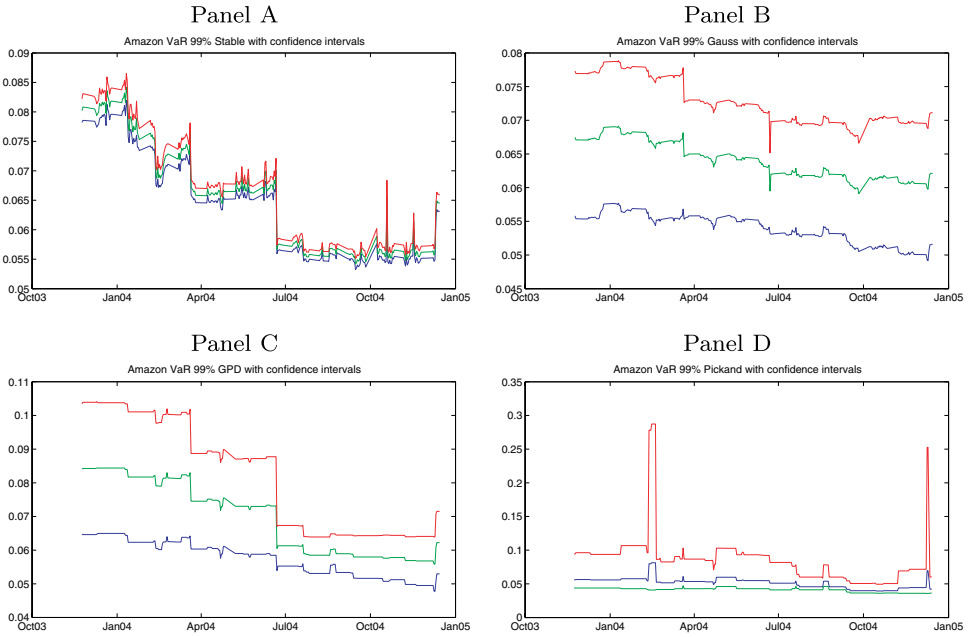 Panel A
Amazon VaR 99% Stable with confidence intervals
0.09
0.085
0.08
0.075
0.07
0.065
0.06
0.055
0.05
Oct03 Jan04 Apr04 Jul04 Oct04 Jan05
Panel B
Amazon VaR 99% Gauss with confidence intervals
0.08
0.075
0.07
0.065
0.06
0.055
0.05
0.045
Oct03 Jan04 Apr04 Jul04 Oct04 Jan05
Panel C
Amazon VaR 99% GPD with confidence intervals
0.11
0.1
0.09
0.08
0.07
0.06
0.05
0.04
Oct03 Jan04 Apr04 Jul04 Oct04 Jan05
Panel D
Amazon VaR 99% Pickand with confidence intervals
0.35
0.3
0.25
0.2
0.15
0.1
0.05
0
Oct03 Jan04 Apr04 Jul04 Oct04 Jan05